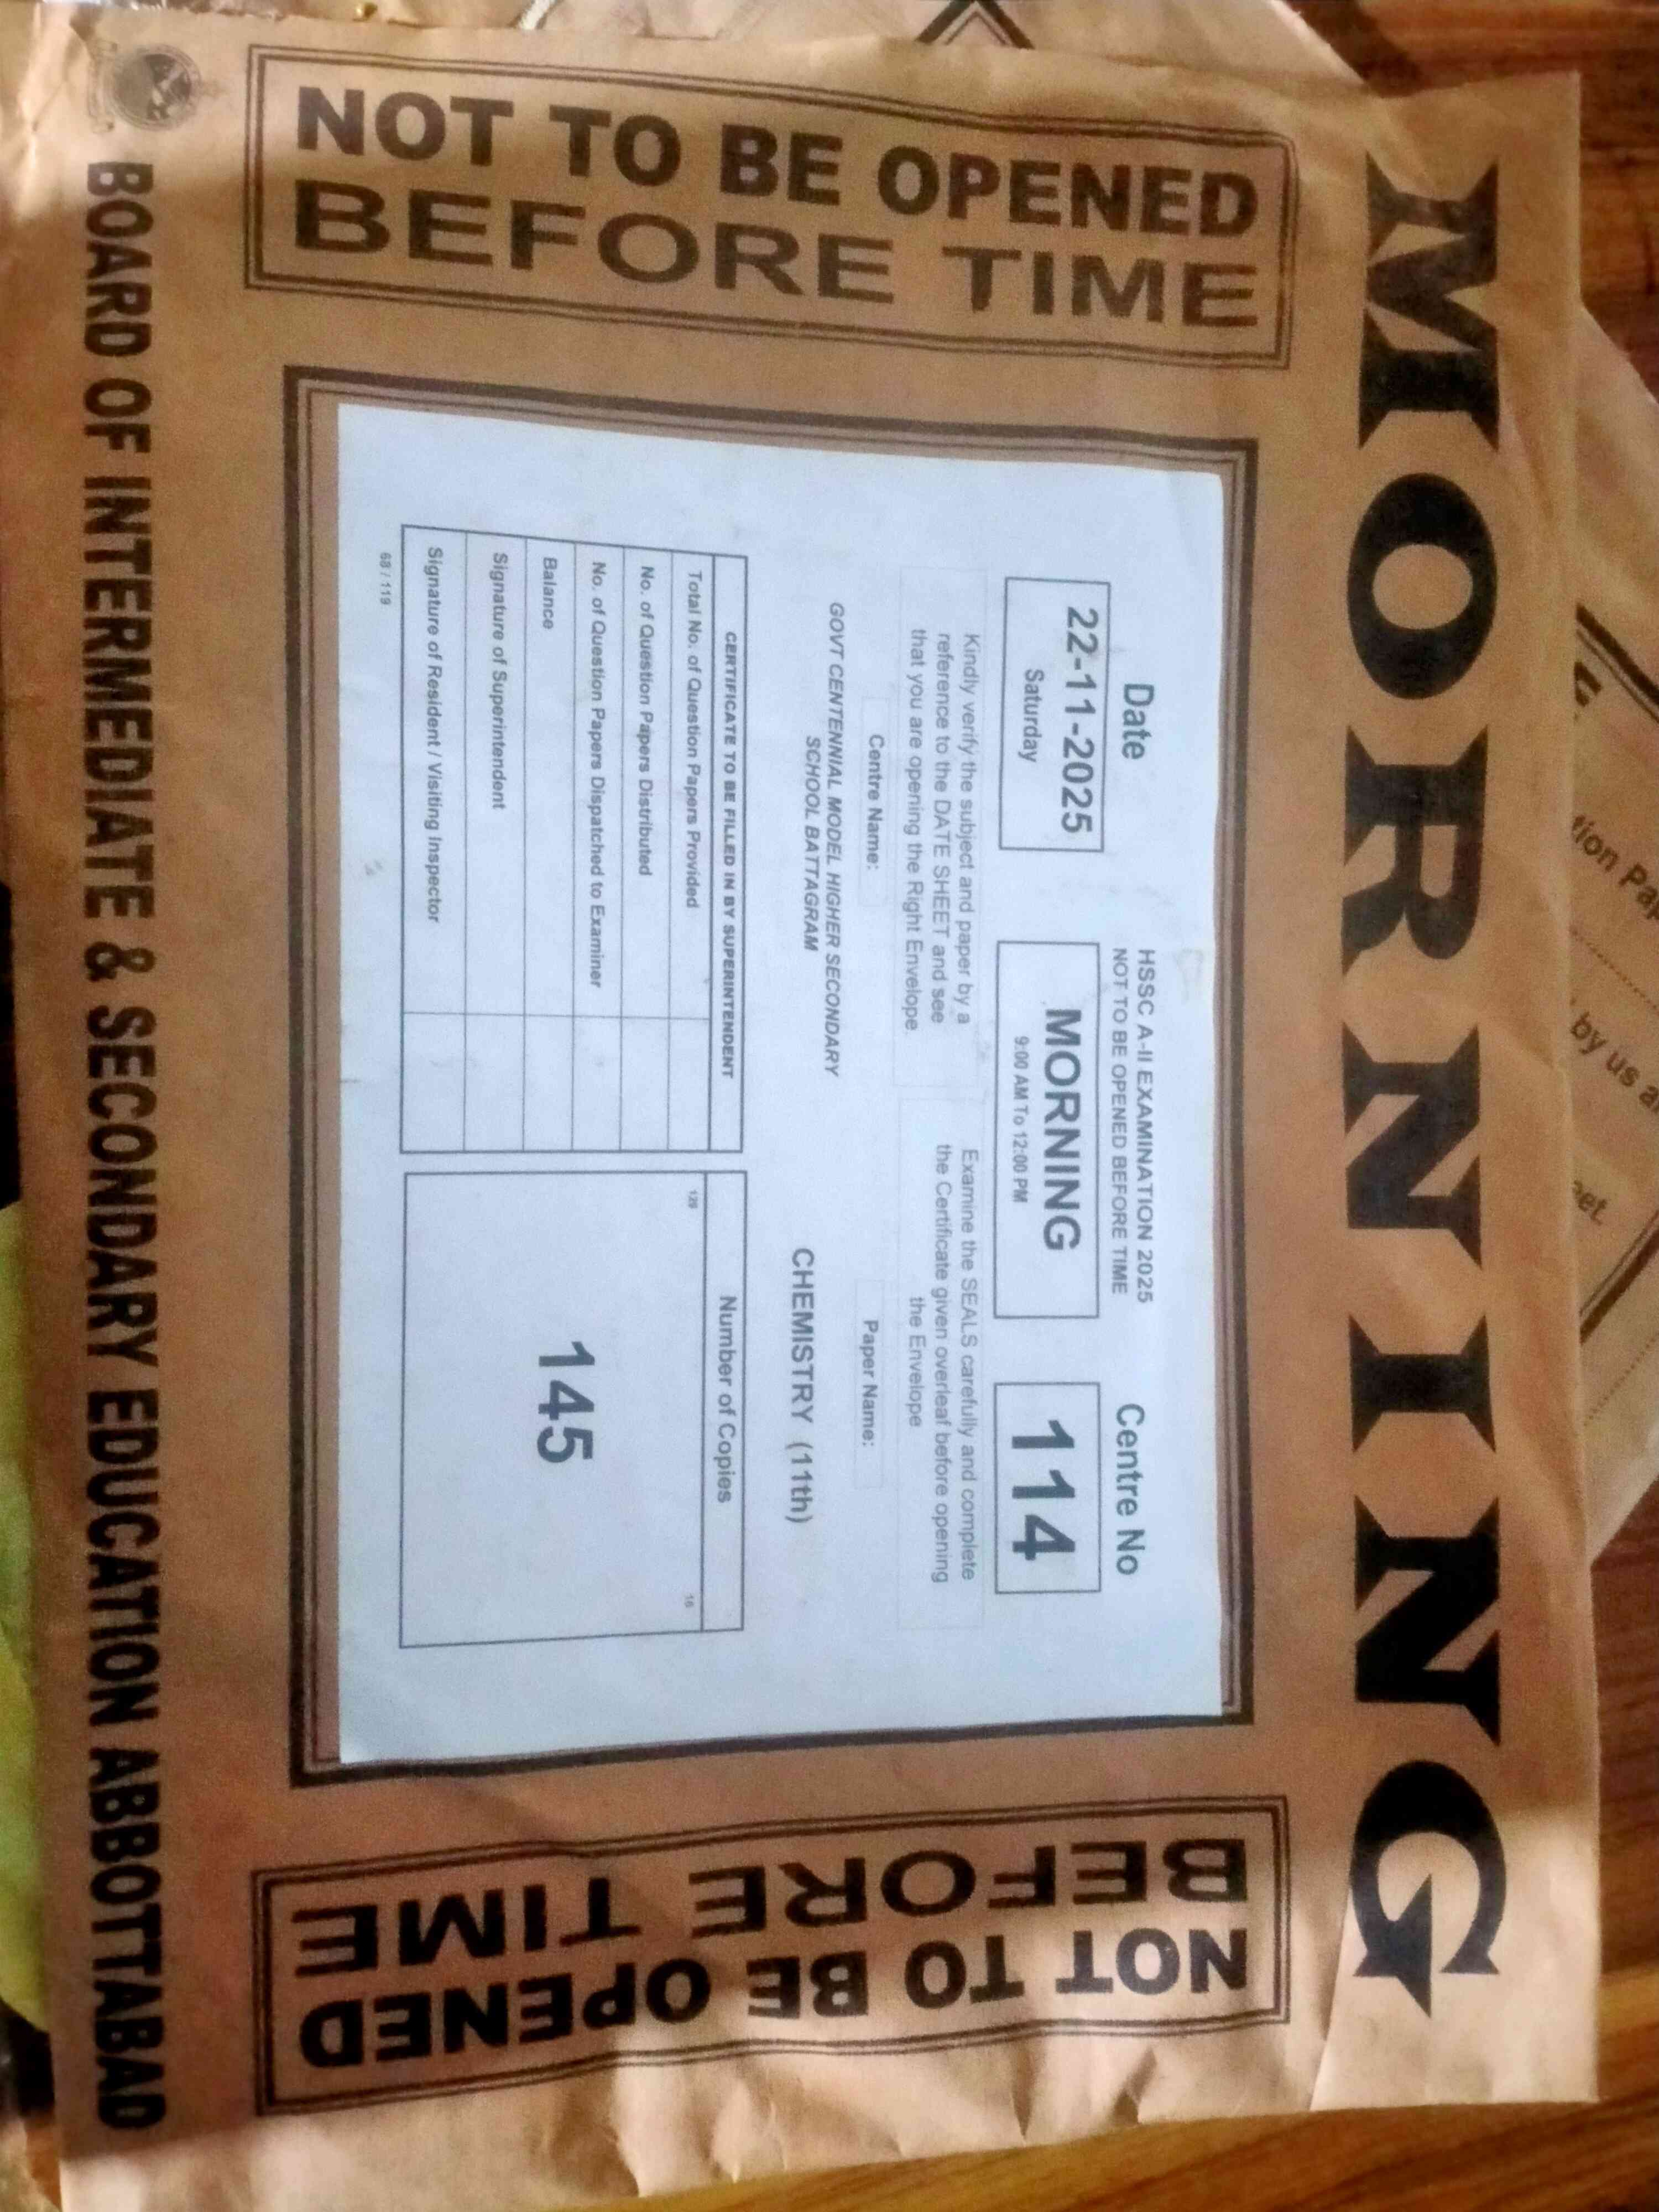 MORNING
NOT TO BE OPENED
BEFORE TIME
Date
22-11-2025
Saturday
HSSC A-II EXAMINATION 2025
NOT TO BE OPENED BEFORE TIME
MORNING
9:00 AM To 12:00 PM
Centre No
114
Kindly verify the subject and paper by a
reference to the DATE SHEET and see
that you are opening the Right Envelope.
Examine the SEALS carefully and complete
the Certificate given overleaf before opening
the Envelope
Centre Name:
GOVT CENTENNIAL MODEL HIGHER SECONDARY
SCHOOL BATTAGRAM
Paper Name:
CHEMISTRY (11th)
CERTIFICATE TO BE FILLED IN BY SUPERINTENDENT
Total No. of Question Papers Provided
No. of Question Papers Distributed
No. of Question Papers Dispatched to Examiner
Balance
Signature of Superintendent
Signature of Resident / Visiting Inspector
68 / 119
Number of Copies
129
16
145
NOT TO BE OPENED
BEFORE TIME
BOARD OF INTERMEDIATE & SECONDARY EDUCATION ABBOTTABAD
by us